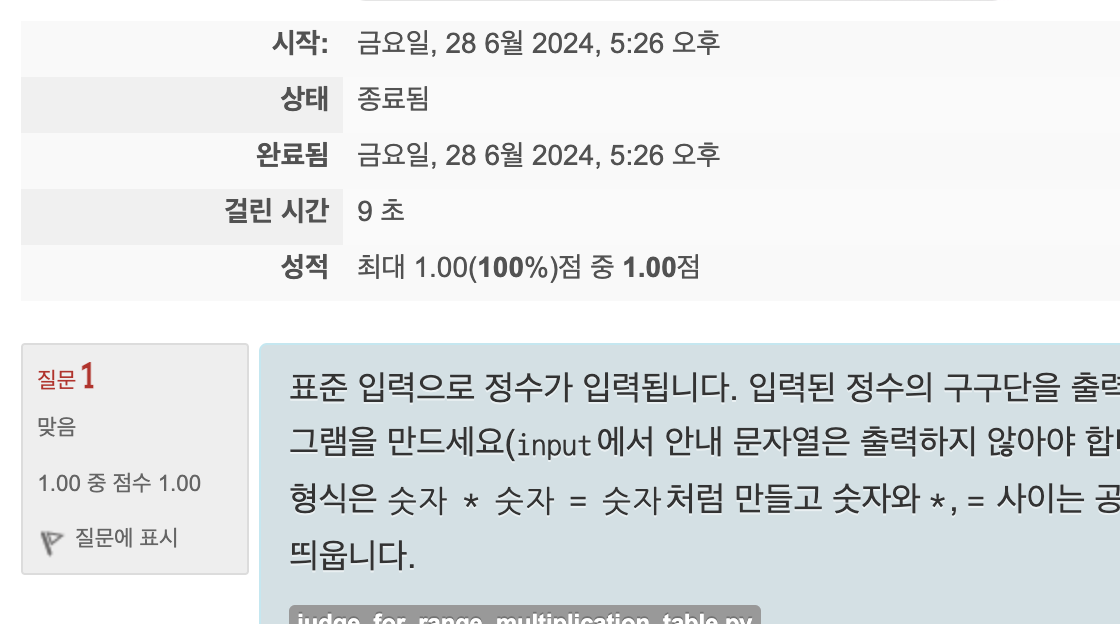 시작: 금요일, 28 6월 2024, 5:26 오후
상태 종료됨
완료됨 금요일, 28 6월 2024, 5:26 오후
걸린 시간 9 초
성적 최대 1.00(100%)점 중 1.00점
질문 1
맞음
1.00 중 점수 1.00
질문에 표시
표준 입력으로 정수가 입력됩니다. 입력된 정수의 구구단을 출력
그램을 만드세요(input에서 안내 문자열은 출력하지 않아야 합
형식은 숫자 * 숫자 = 숫자처럼 만들고 숫자와 *, = 사이는 공
띄웁니다.
judge_for_range_multiplication_table.py